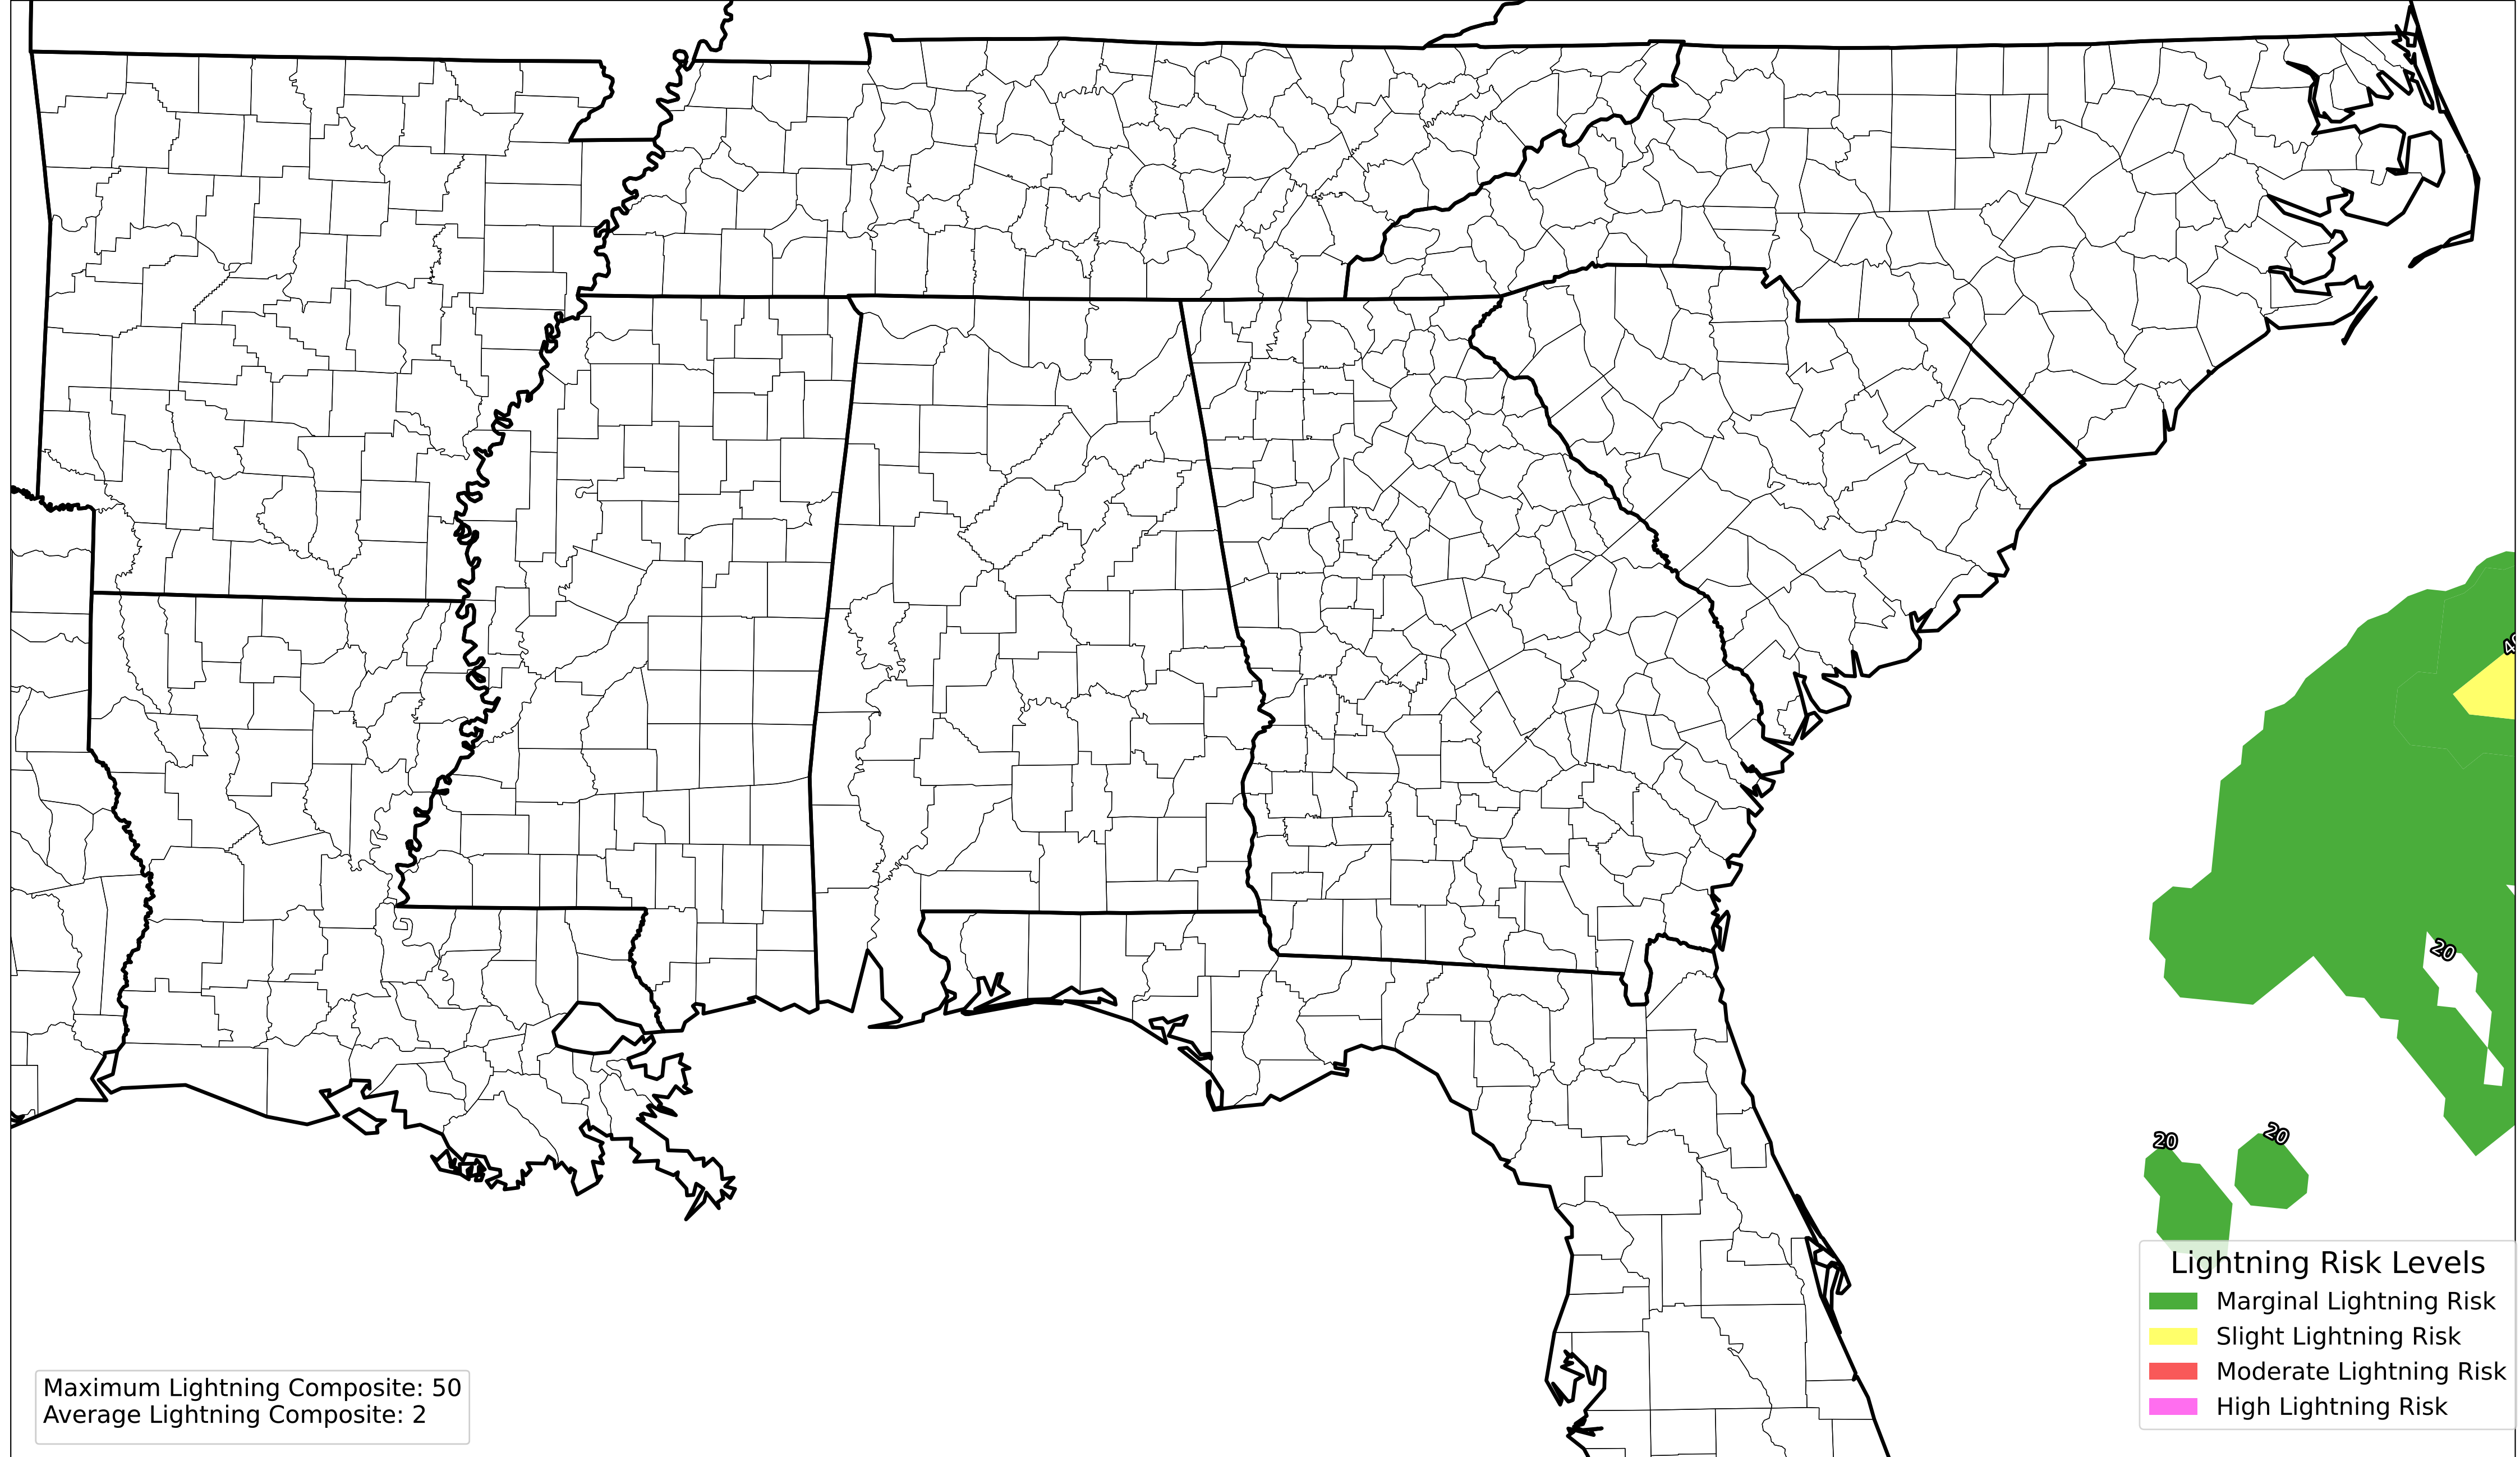 20
20
20
Lightning Risk Levels
Marginal Lightning Risk
Slight Lightning Risk
Moderate Lightning Risk
High Lightning Risk
Maximum Lightning Composite: 50
Average Lightning Composite: 2